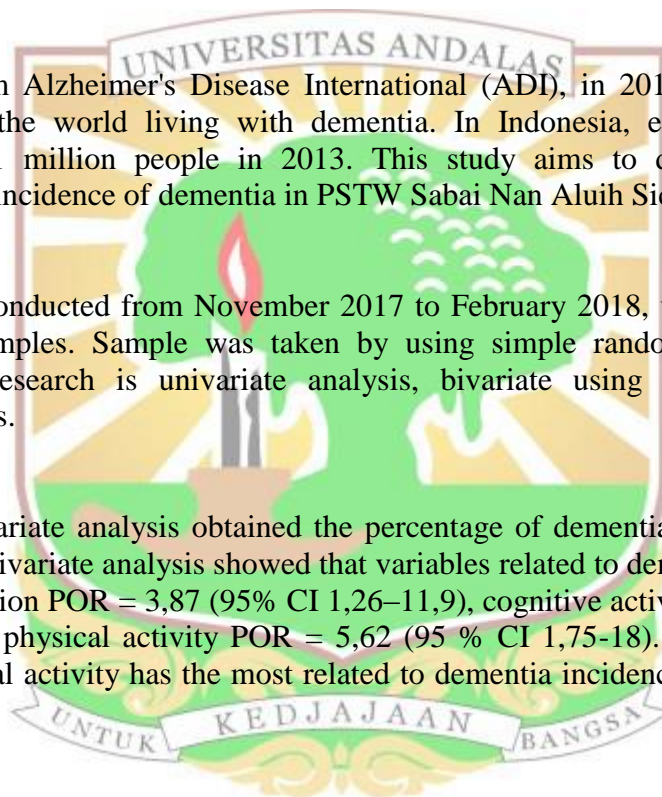 UNIVERSITAS ANDALAS
Alzheimer's Disease International (ADI), in 201
the world living with dementia. In Indonesia, e
million people in 2013. This study aims to
incidence of dementia in PSTW Sabai Nan Aluih Sic
onducted from November 2017 to February 2018,
mples. Sample was taken by using simple rando
esearch is univariate analysis, bivariate using
s.
ariate analysis obtained the percentage of dementia
ivariate analysis showed that variables related to der
ion POR = 3,87 (95% CI 1,26–11,9), cognitive activ
physical activity POR = 5,62 (95 % CI 1,75-18).
al activity has the most related to dementia incidenc
UNTUK KEDJAJAAN BANGSA